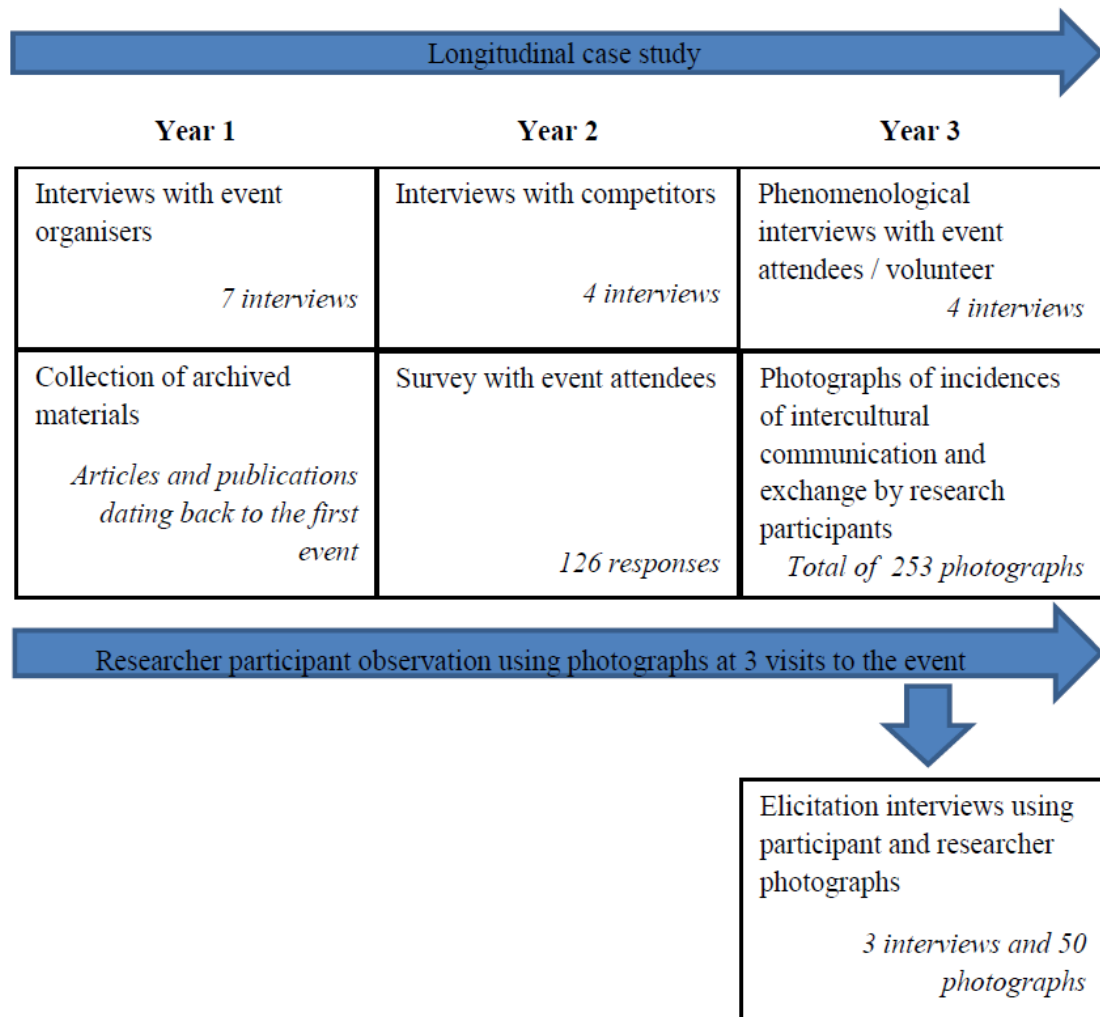 Longitudinal case study
Year 1
Year 2
Year 3
Interviews with event
organisers
7 interviews
Interviews with competitors
4 interviews
Phenomenological
interviews with event
attendees / volunteer
4 interviews
Collection of archived
materials
Articles and publications
dating back to the first
event
Survey with event attendees
126 responses
Photographs of incidences
of intercultural
communication and
exchange by research
participants
Total of 253 photographs
Researcher participant observation using photographs at 3 visits to the event
Elicitation interviews using
participant and researcher
photographs
3 interviews and 50
photographs